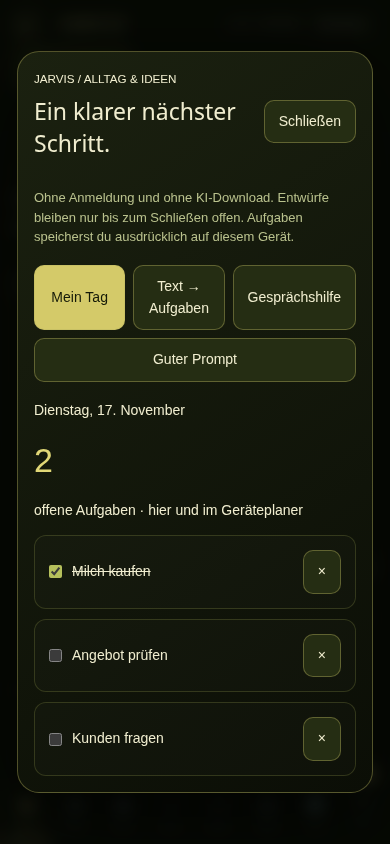 JARVIS / ALLTAG & IDEEN
Ein klarer nächster
Schritt.
Schließen
Ohne Anmeldung und ohne KI-Download. Entwürfe
bleiben nur bis zum Schließen offen. Aufgaben
speicherst du ausdrücklich auf diesem Gerät.
Mein Tag
Text →
Aufgaben
Gesprächshilfe
Guter Prompt
Dienstag, 17. November
2
offene Aufgaben · hier und im Geräteplaner
Milch kaufen
×
Angebot prüfen
×
Kunden fragen
×